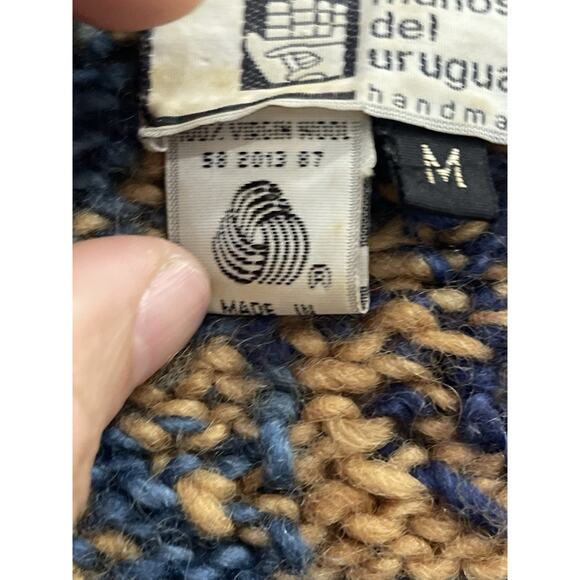 manos
del
urugua
handma
100% VIRGIN WOOL
58 2013 87
®
MADE IN
M